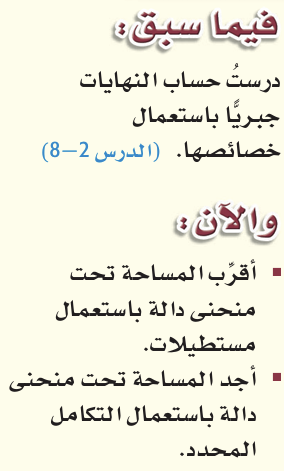 فيما سبق:
درستُ حساب النهايات
جبريًّا باستعمال
خصائصها. (الدرس 2–8)
والآن:
▪ أقرِّب المساحة تحت
منحنى دالة باستعمال
مستطيلات.
▪ أجد المساحة تحت منحنى
دالة باستعمال التكامل
المحدد.